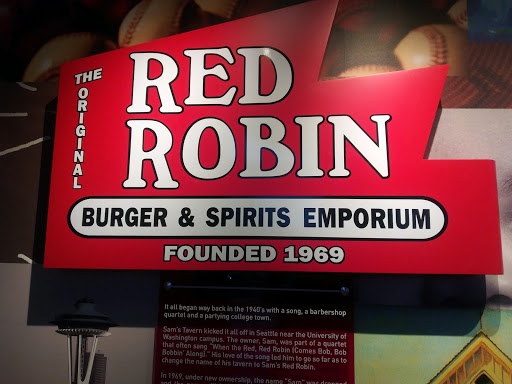 THE ORIGINAL
RED
ROBIN
BURGER & SPIRITS EMPORIUM
FOUNDED 1969
It all began way back in the 1940's with a song, a barbershop
quartet and a partying college town.
Sam's Tavern kicked it all off in Seattle near the University of
Washington campus. The owner, Sam, was part of a quartet
that often sang "When the Red, Red Robin (Comes Bob, Bob
Bobbin' Along)." His love of the song led him to go so far as to
change the name of his tavern to Sam's Red Robin.
In 1969, under new ownership, the name "Sam" was dropped